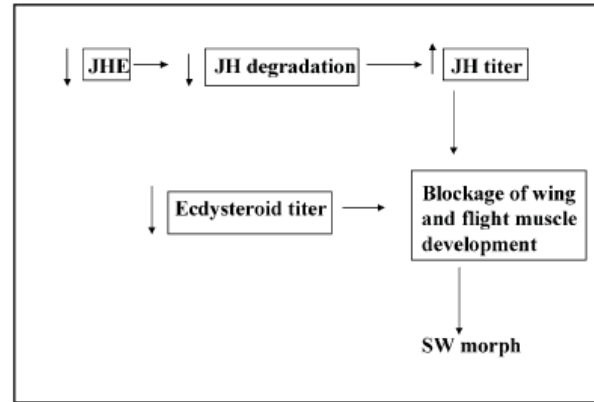 JHE
JH degradation
JH titer
Ecdysteroid titer
Blockage of wing
and flight muscle
development
SW morph